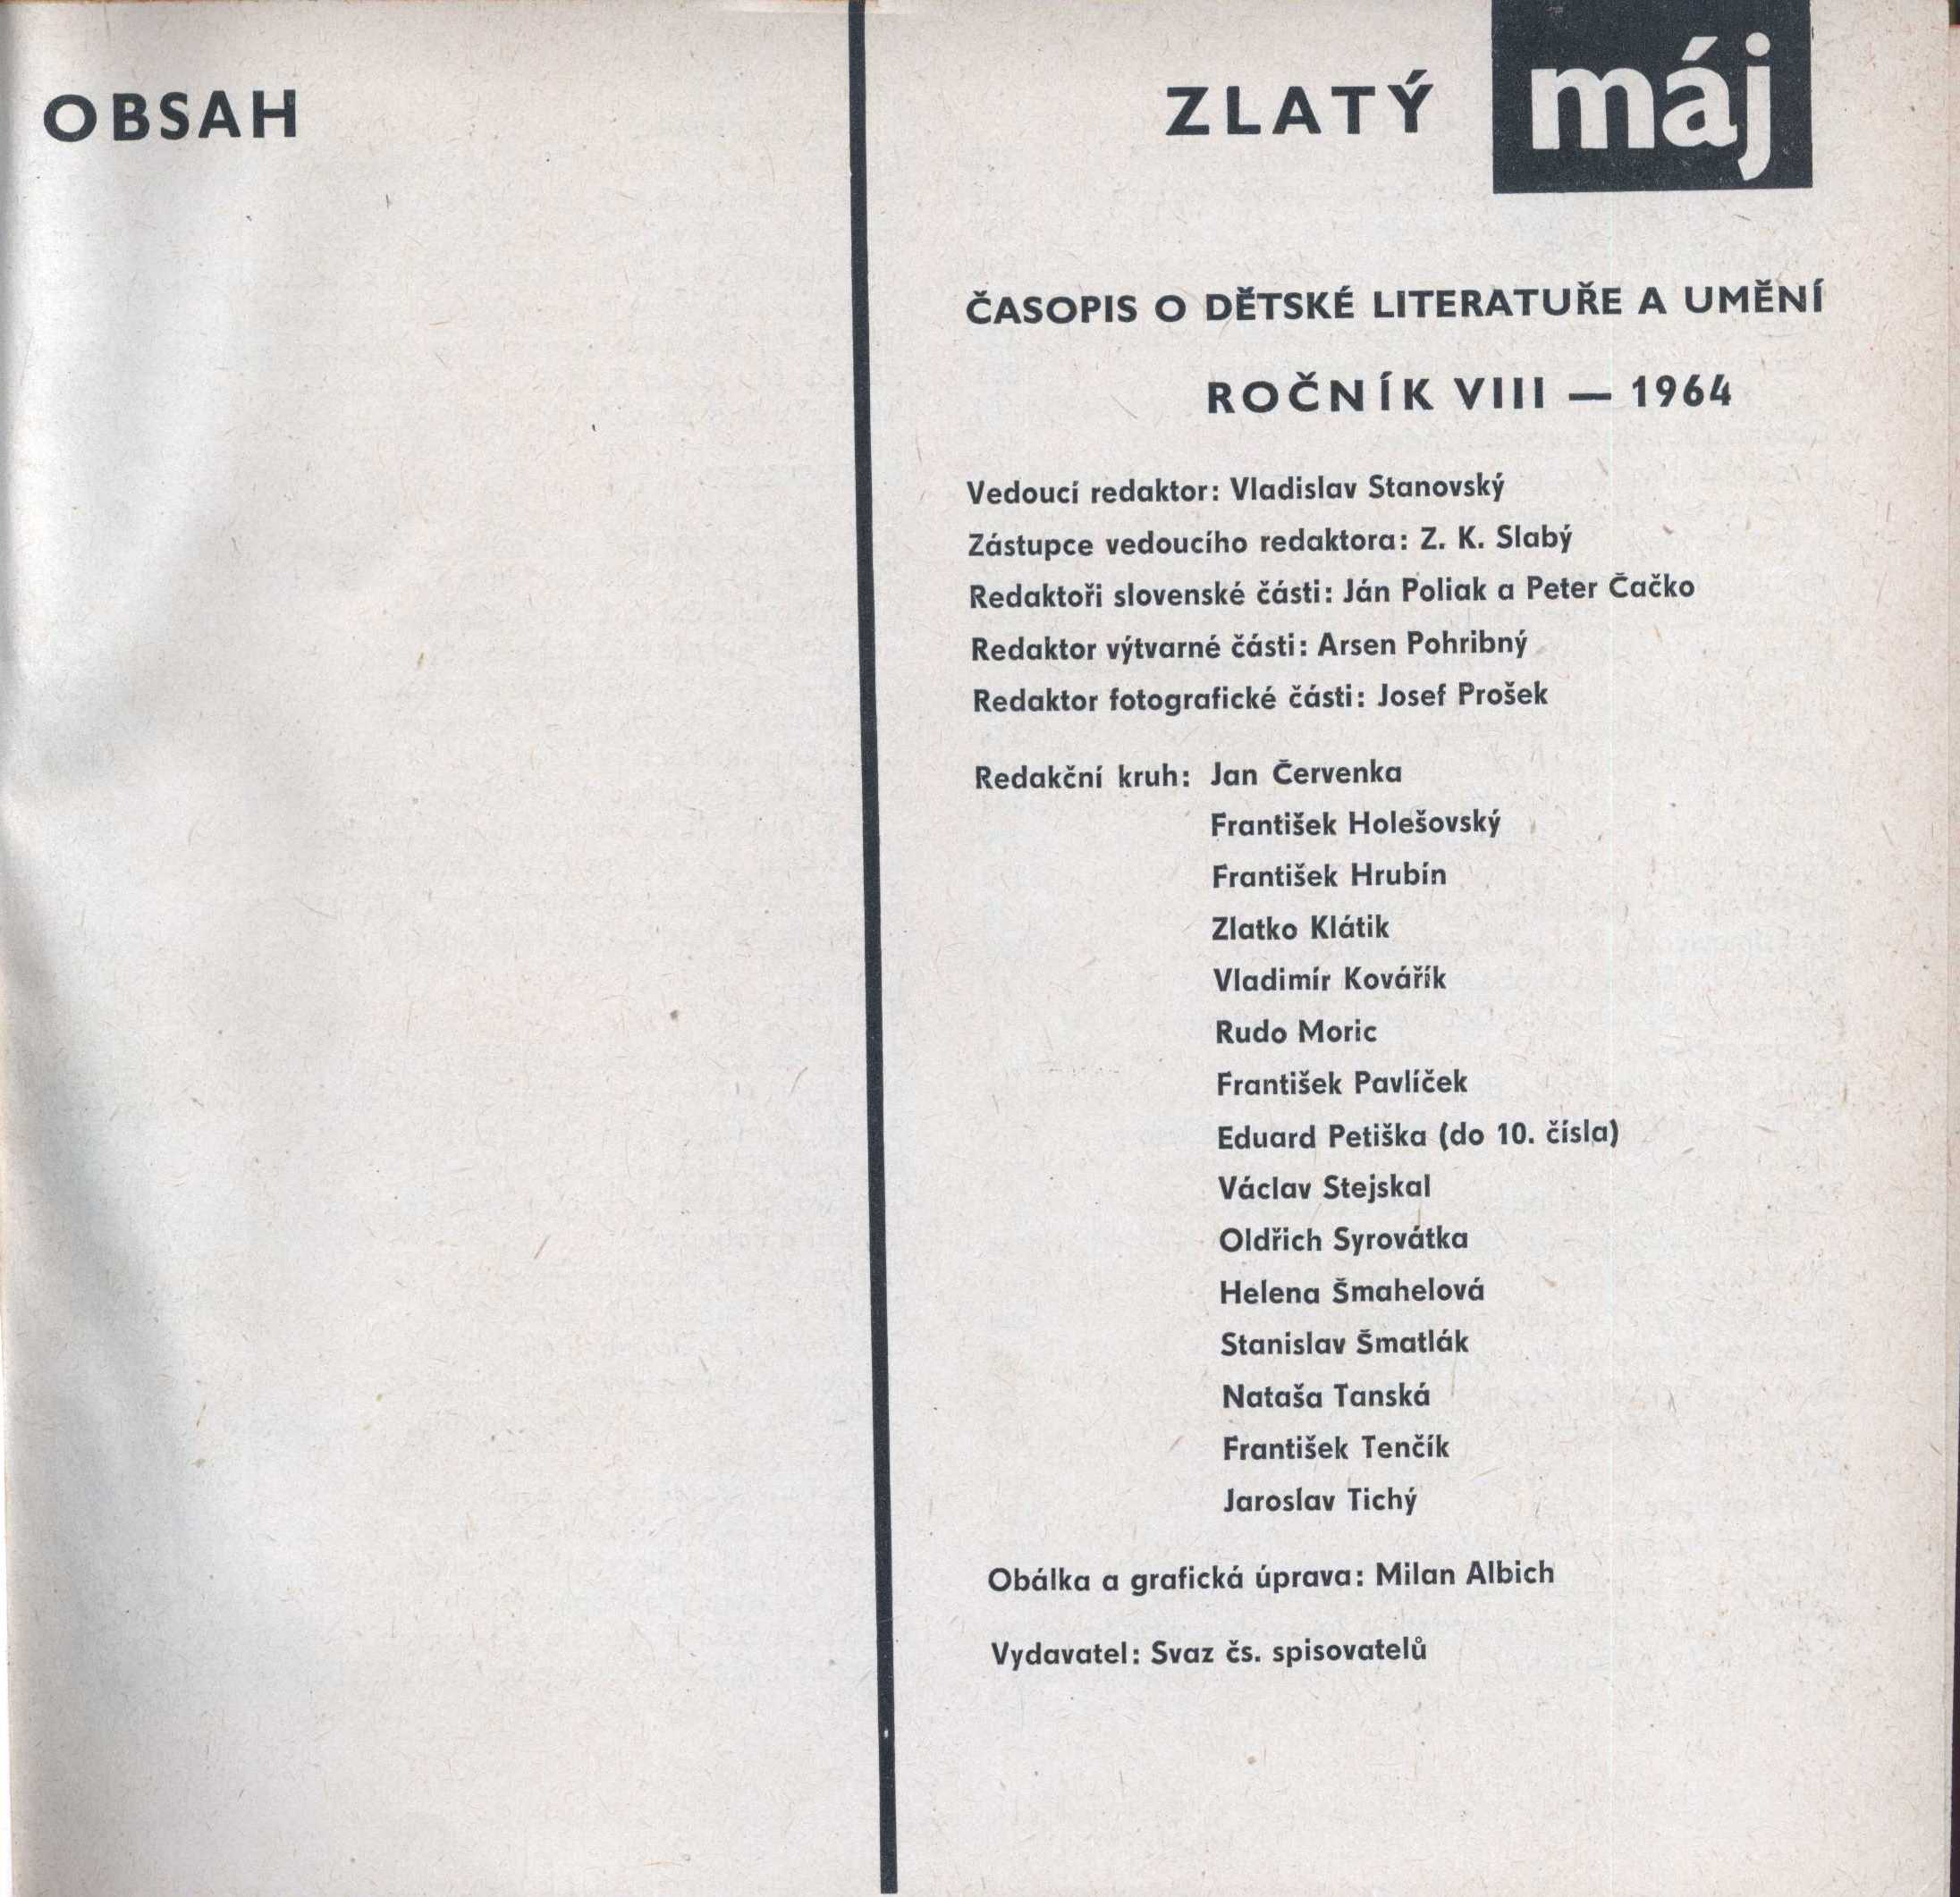 OBSAH
ZLATÝ máj
ČASOPIS O DĚTSKÉ LITERATUŘE A UMĚNÍ
ROČNÍK VIII — 1964
Vedoucí redaktor: Vladislav Stanovský
Zástupce vedoucího redaktora: Z. K. Slabý
Redaktoři slovenské části: Ján Poliak a Peter Čačko
Redaktor výtvarné části: Arsen Pohribný
Redaktor fotografické části: Josef Prošek
Redakční kruh: Jan Červenka
František Holešovský
František Hrubín
Zlatko Klátik
Vladimír Kovářík
Rudo Moric
František Pavlíček
Eduard Petiška (do 10. čísla)
Václav Stejskal
Oldřich Syrovátka
Helena Šmahelová
Stanislav Šmatlák
Nataša Tanská
František Tenčík
Jaroslav Tichý
Obálka a grafická úprava: Milan Albich
Vydavatel: Svaz čs. spisovatelů